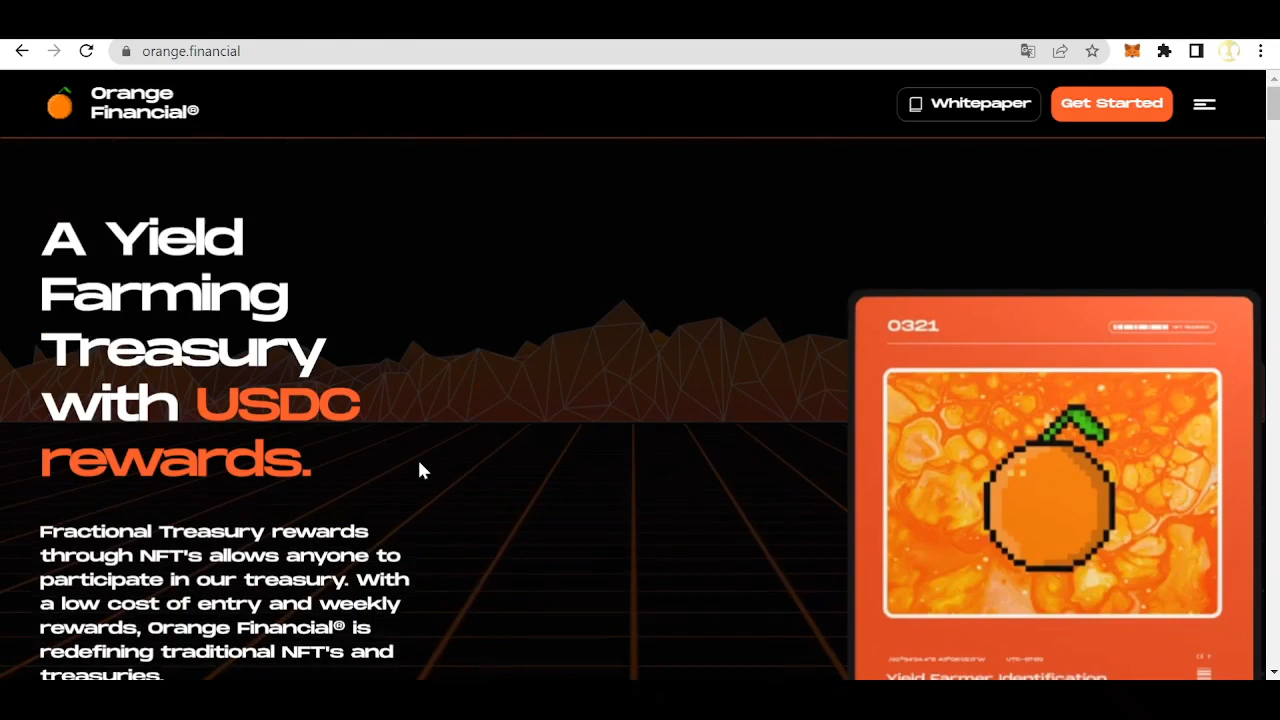 orange.financial
Orange
Financial®
Whitepaper
Get Started
A Yield
Farming
Treasury
with USDC
rewards.
Fractional Treasury rewards
through NFT's allows anyone to
participate in our treasury. With
a low cost of entry and weekly
rewards, Orange Financial® is
redefining traditional NFT's and
treasuries.
0321
Yield Farmer Identification